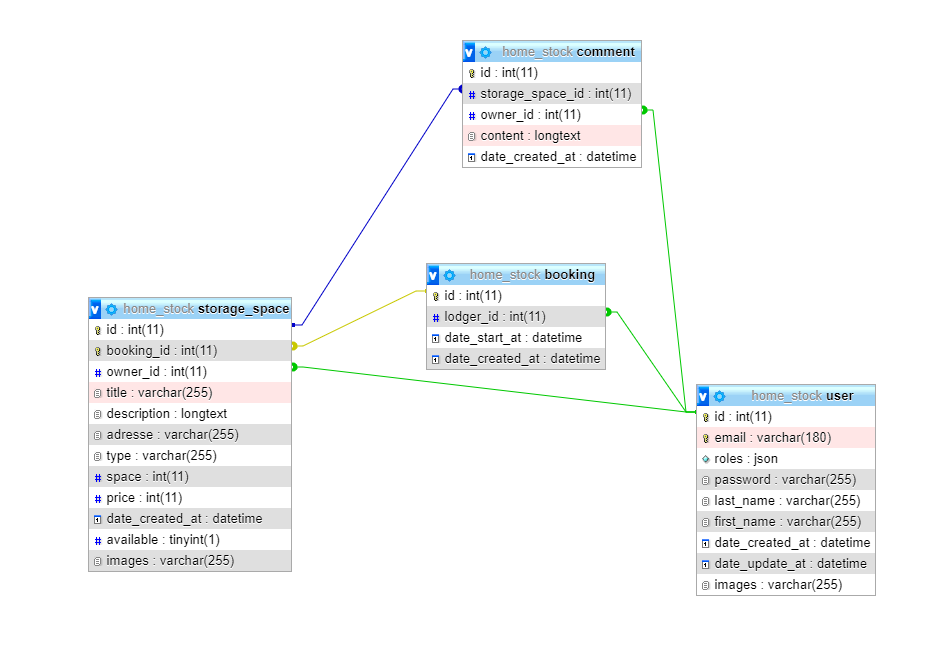 home_stock comment
id : int(11)
storage_space_id : int(11)
owner_id : int(11)
content : longtext
date_created_at : datetime
home_stock booking
id : int(11)
lodger_id : int(11)
date_start_at : datetime
date_created_at : datetime
home_stock storage_space
id : int(11)
booking_id : int(11)
owner_id : int(11)
title : varchar(255)
description : longtext
adresse : varchar(255)
type : varchar(255)
space : int(11)
price : int(11)
date_created_at : datetime
available : tinyint(1)
images : varchar(255)
home_stock user
id : int(11)
email : varchar(180)
roles : json
password : varchar(255)
last_name : varchar(255)
first_name : varchar(255)
date_created_at : datetime
date_update_at : datetime
images : varchar(255)